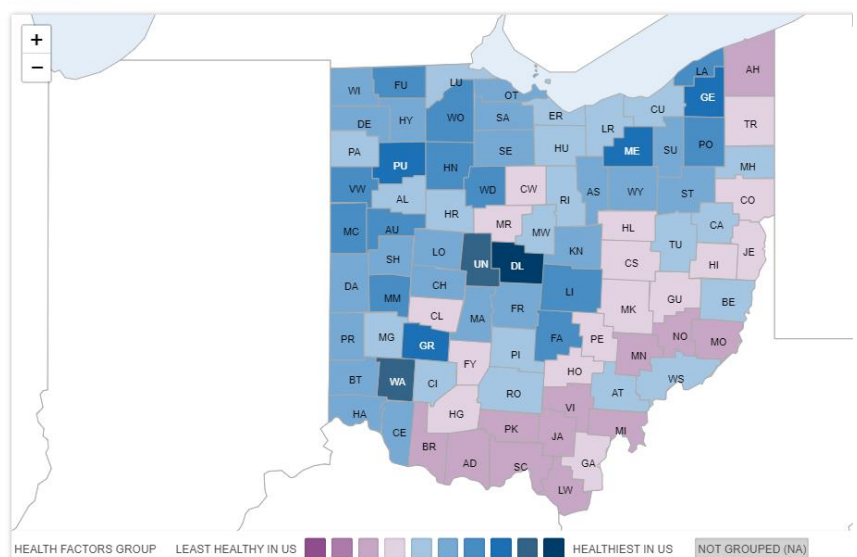 +
−
LA
AH
WI
FU
LU
OT
GE
DE
HY
WO
SA
ER
LR
CU
TR
PA
PU
HN
SE
HU
ME
SU
PO
MH
VW
AL
WD
CW
RI
AS
WY
ST
CO
MC
AU
HR
MR
MW
HL
TU
CA
SH
LO
UN
DL
KN
CS
HI
JE
DA
MM
CH
MA
FR
LI
MK
GU
BE
PR
MG
CL
GR
FY
PI
FA
PE
MN
NO
MO
BT
WA
CI
RO
HO
AT
WS
HA
CE
HG
BR
PK
VI
JA
MI
AD
SC
GA
LW
HEALTH FACTORS GROUP LEAST HEALTHY IN US HEALTHIEST IN US NOT GROUPED (NA)